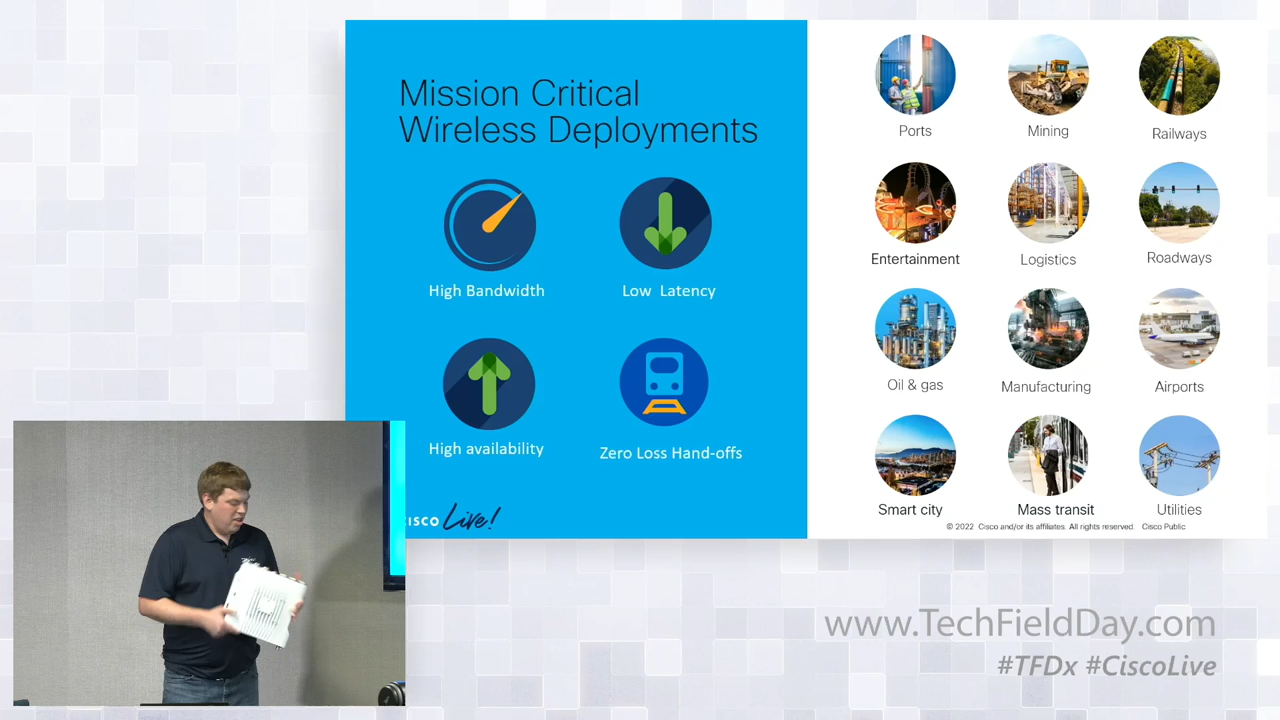 Mission Critical
Wireless Deployments
High Bandwidth
Low Latency
High availability
Zero Loss Hand-offs
CISCO Live!
Ports
Mining
Railways
Entertainment
Logistics
Roadways
Oil & gas
Manufacturing
Airports
Smart city
Mass transit
Utilities
© 2022 Cisco and/or its affiliates. All rights reserved. Cisco Public
www.TechFieldDay.com
#TFDx #CiscoLive